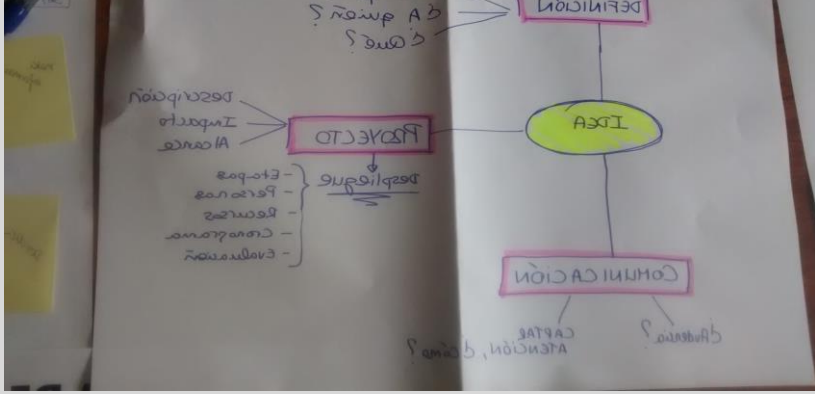 DEFINICIÓN
¿A quién?
¿Qué?
IDEA
PROYECTO
Descripción
Impacto
Alcance
Despliegue
- Etapas
- Personas
- Recursos
- Cronograma
- Evaluación
COMUNICACIÓN
¿Audiencia?
CAPTAR
ATENCIÓN, ¿cómo?